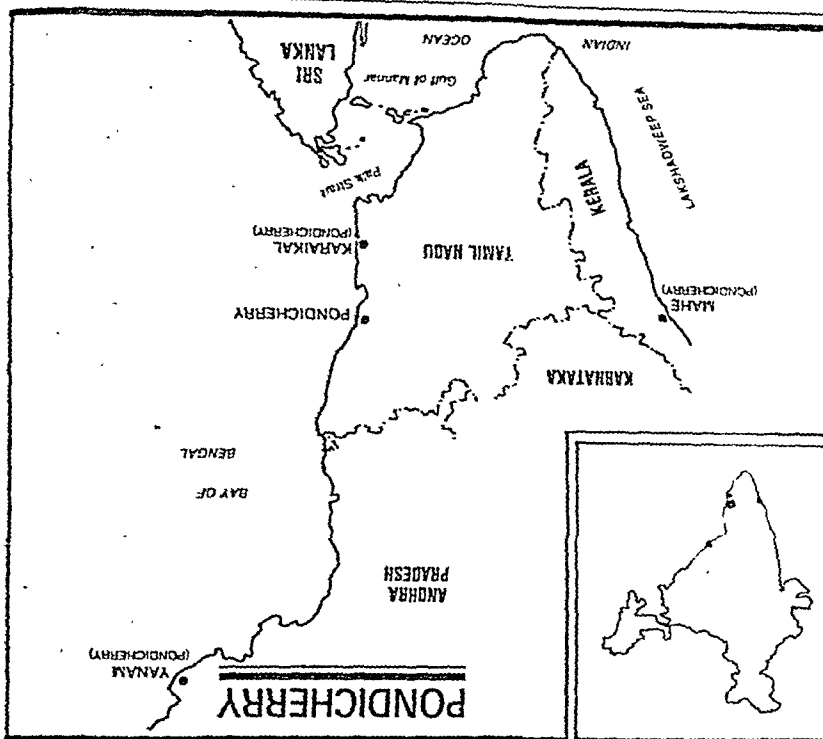 PONDICHERRY
YANAM
(PONDICHERRY)
ANDHRA
PRADESH
BAY OF
BENGAL
KARNATAKA
MAHE
(PONDICHERRY)
PONDICHERRY
TAMIL NADU
KARAIKAL
(PONDICHERRY)
KERALA
Palk Strait
LAKSHADWEEP SEA
Gulf of Mannar
SRI
LANKA
INDIAN
OCEAN